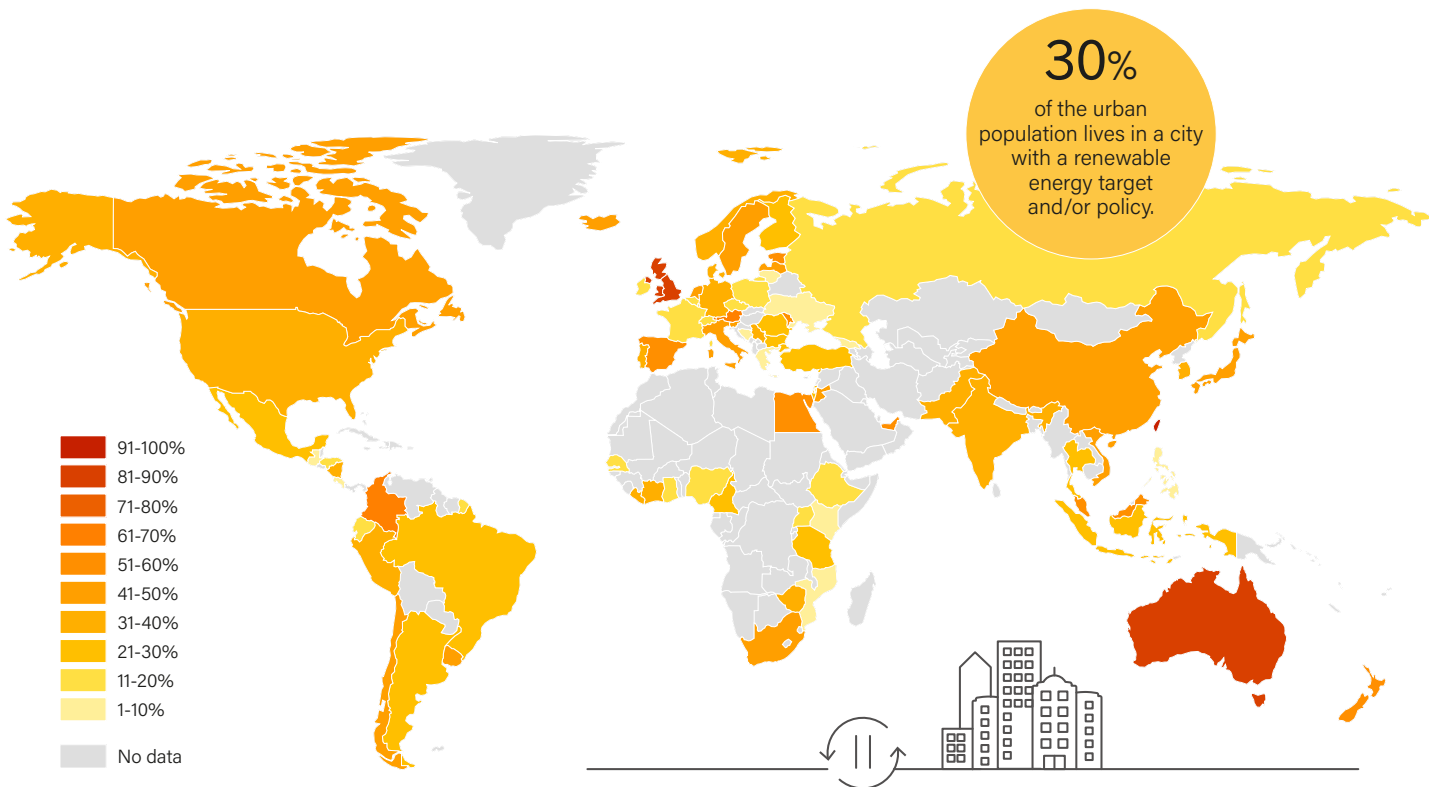 30%
of the urban
population lives in a city
with a renewable
energy target
and/or policy.
91-100%
81-90%
71-80%
61-70%
51-60%
41-50%
31-40%
21-30%
11-20%
1-10%
No data